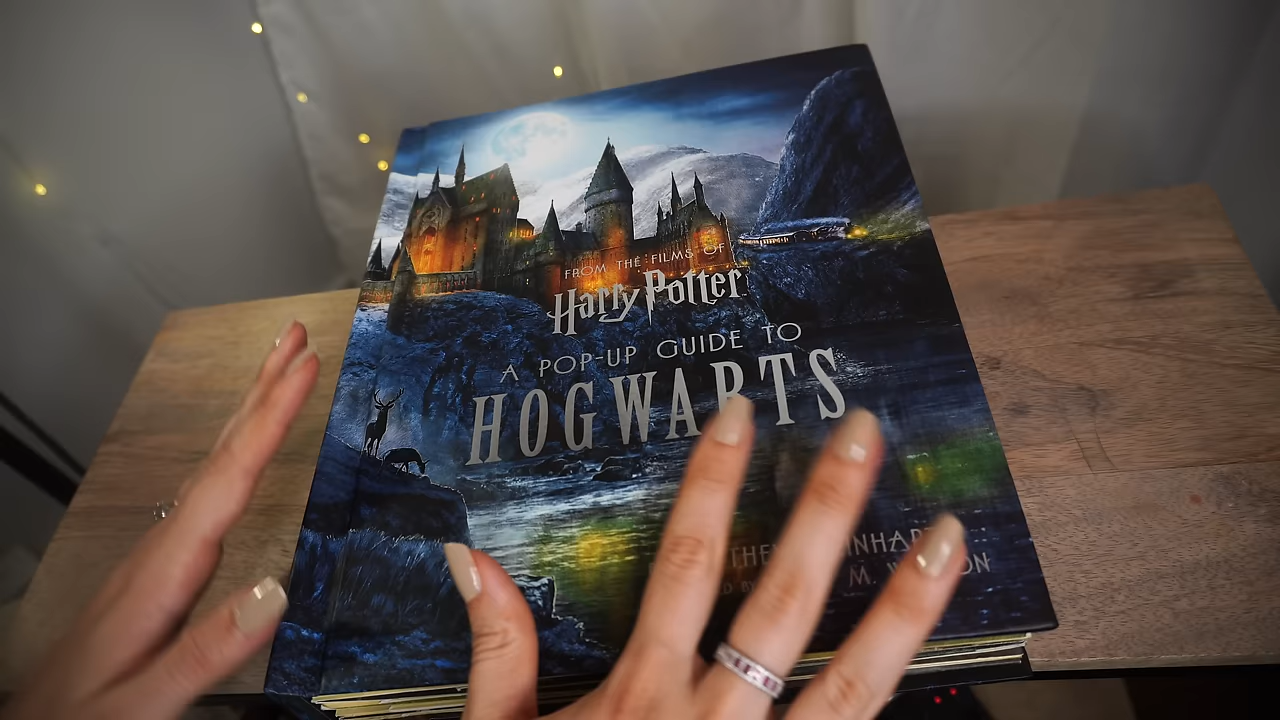 FROM THE FILMS OF
Harry Potter
A POP-UP GUIDE TO
HOGWARTS
M.